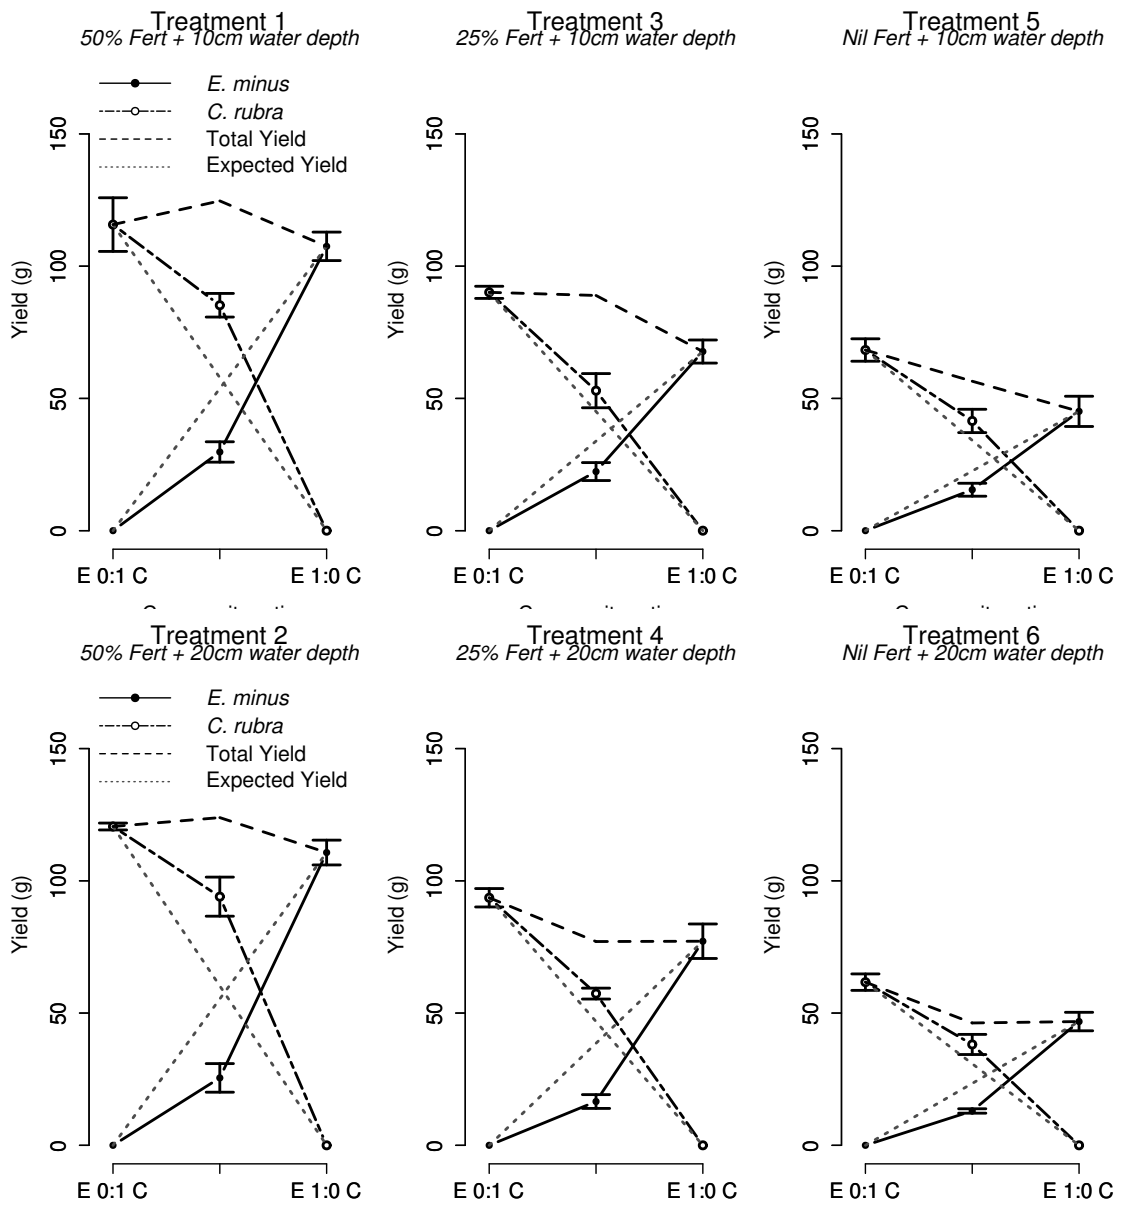 Treatment 1
50% Fert + 10cm water depth
E. minus
C. rubra
Total Yield
Expected Yield
Yield (g)
150
100
50
0
E 0:1 C
E 1:0 C
Treatment 3
25% Fert + 10cm water depth
Yield (g)
150
100
50
0
E 0:1 C
E 1:0 C
Treatment 5
Nil Fert + 10cm water depth
Yield (g)
150
100
50
0
E 0:1 C
E 1:0 C
Treatment 2
50% Fert + 20cm water depth
E. minus
C. rubra
Total Yield
Expected Yield
Yield (g)
150
100
50
0
E 0:1 C
E 1:0 C
Treatment 4
25% Fert + 20cm water depth
Yield (g)
150
100
50
0
E 0:1 C
E 1:0 C
Treatment 6
Nil Fert + 20cm water depth
Yield (g)
150
100
50
0
E 0:1 C
E 1:0 C